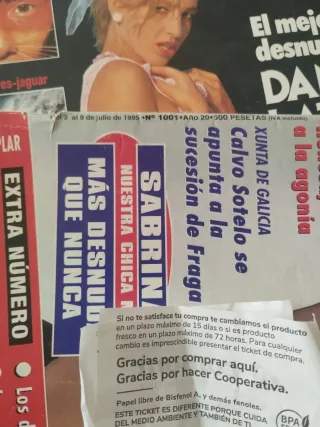 El mejo
desnu
DA
es-jaguar
al 9 de julio de 1995 • Nº 1001 • Año 20 • 500 PESETAS (IVA incluido)
PLAR
EXTRA NÚMERO
Los d
SABRINA
NUESTRA CHICA
MÁS DESNUD
QUE NUNCA
XUNTA DE GALICIA
Calvo Sotelo se
apunta a la
sucesión de Fraga
a la agonía
Si no te satisface tu compra te cambiamos el producto
en un plazo máximo de 15 días o si es producto
fresco en un plazo máximo de 72 horas. Para cualquier
cambio es imprescindible presentar el ticket de compra.
Gracias por comprar aquí.
Gracias por hacer Cooperativa.
Papel libre de Bisfenol A. y demás fenoles.
ESTE TICKET ES DIFERENTE PORQUE CUIDA
DEL MEDIO AMBIENTE Y TAMBIÉN DE TI.
BPA